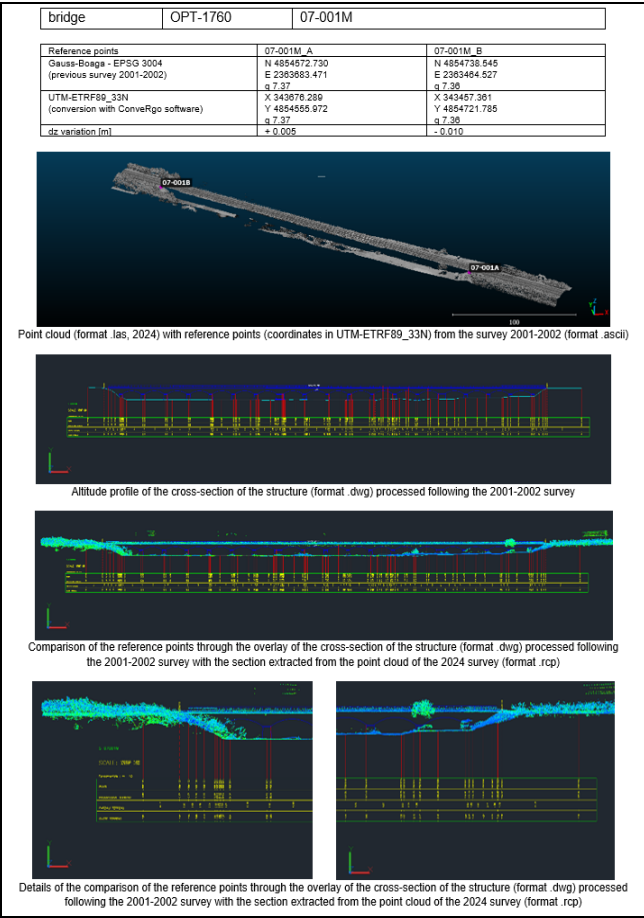 bridge OPT-1760 07-001M
Reference points 07-001M_A 07-001M_B
Gauss-Boaga - EPSG 3004 N 4854572.730 N 4854738.545
(previous survey 2001-2002) E 2363683.471 E 2363464.527
q 7.37 q 7.36
UTM-ETRF89_33N X 343676.289 X 343457.361
(conversion with ConveRgo software) Y 4854555.972 Y 4854721.785
q 7.37 q 7.36
dz variation [m] + 0.005 - 0.010
07-001B
07-001A
100
Point cloud (format .las, 2024) with reference points (coordinates in UTM-ETRF89_33N) from the survey 2001-2002 (format .ascii)
Altitude profile of the cross-section of the structure (format .dwg) processed following the 2001-2002 survey
Comparison of the reference points through the overlay of the cross-section of the structure (format .dwg) processed following
the 2001-2002 survey with the section extracted from the point cloud of the 2024 survey (format .rcp)
Details of the comparison of the reference points through the overlay of the cross-section of the structure (format .dwg) processed
following the 2001-2002 survey with the section extracted from the point cloud of the 2024 survey (format .rcp)